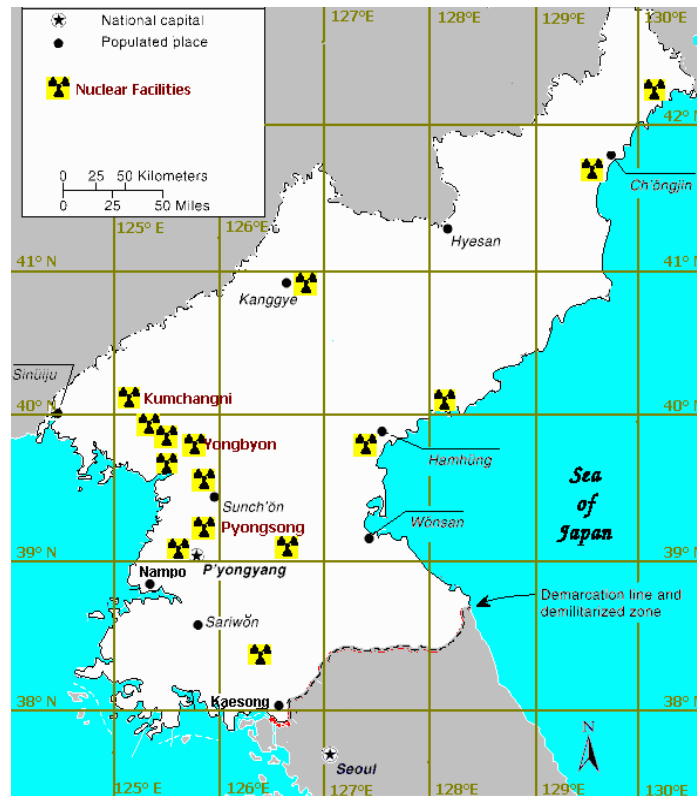 National capital
Populated place
Nuclear Facilities
0 25 50 Kilometers
0 25 50 Miles
127°E
128°E
129°E
130°E
42° N
Ch'ŏngjin
125°E
126°E
Hyesan
41° N
41° N
Kanggye
Sinŭiju
Kumchangni
40° N
40° N
Yongbyon
Hamhŭng
Sunch'ŏn
Sea
of
Japan
Pyongsong
Wŏnsan
39° N
39° N
P'yongyang
Nampo
Demarcation line and
demilitarized zone
Sariwŏn
Kaesong
38° N
38° N
N
Seoul
125° E
126°E
127°E
128°E
129°E
130°E